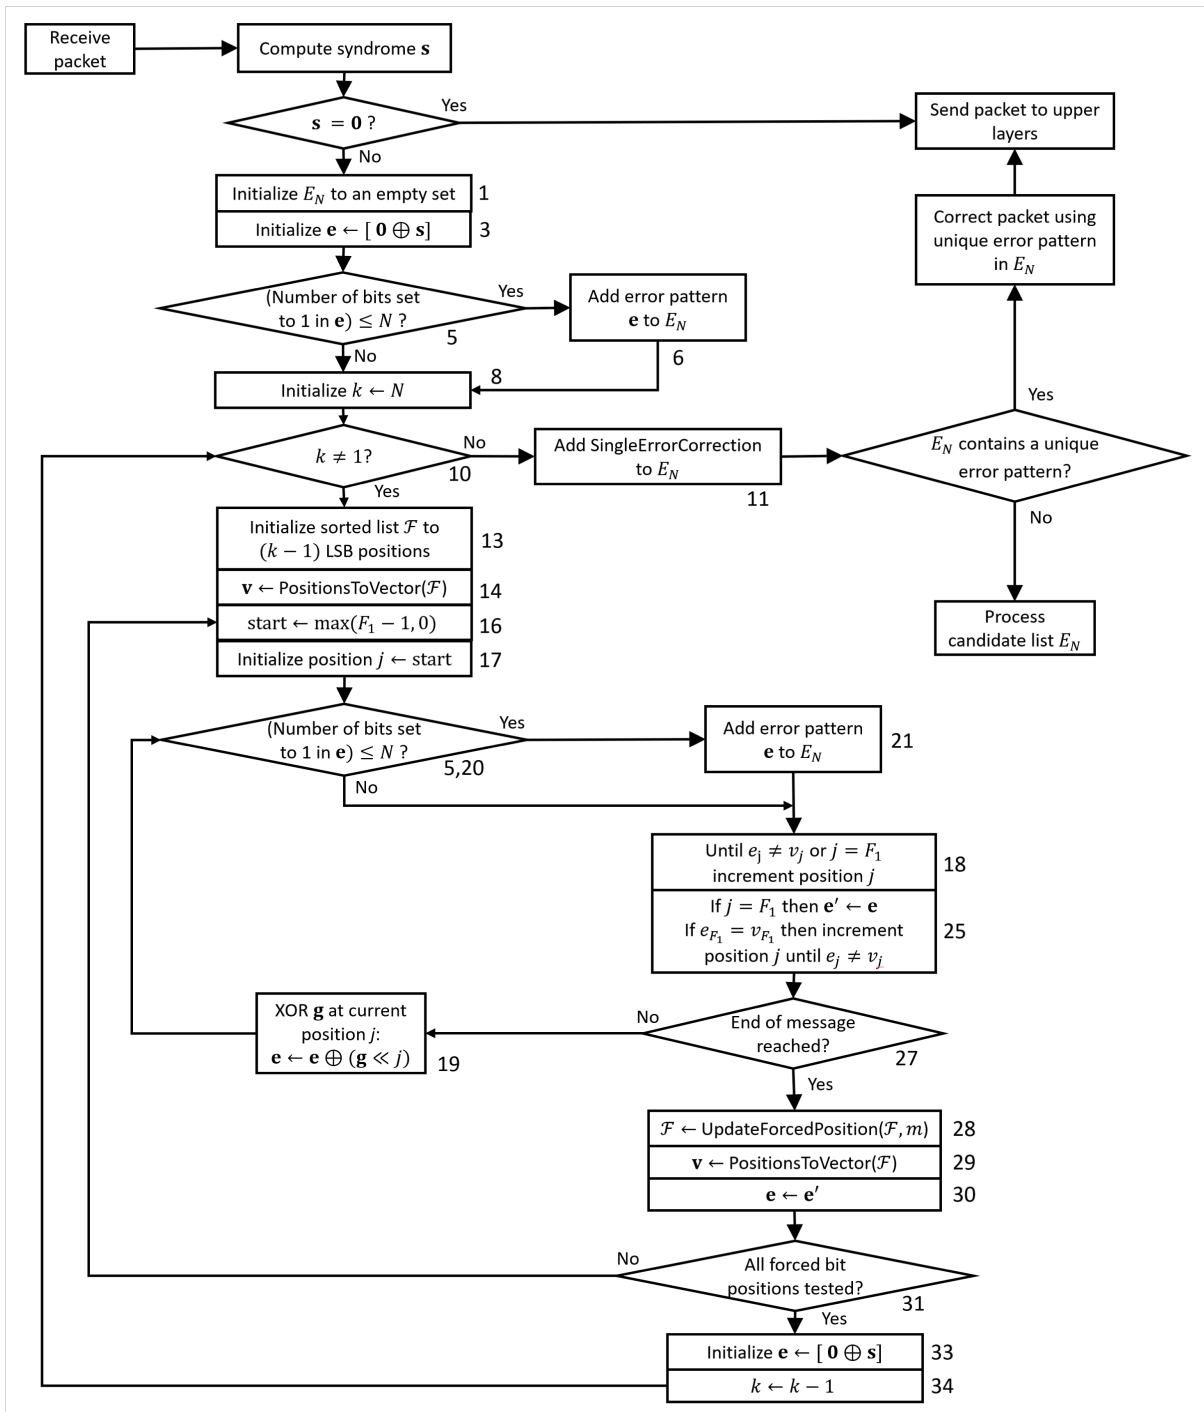 Receive
packet
Compute syndrome s
s = 0 ?
Yes
No
Send packet to upper
layers
Initialize E_N to an empty set
1
Initialize e ← [ 0 ⊕ s]
3
Correct packet using
unique error pattern
in E_N
(Number of bits set
to 1 in e) ≤ N ?
5
Yes
No
Add error pattern
e to E_N
6
Initialize k ← N
8
k ≠ 1?
10
No
Yes
Add SingleErrorCorrection
to E_N
11
E_N contains a unique
error pattern?
Yes
No
Process
candidate list E_N
Initialize sorted list ℱ to
(k − 1) LSB positions
13
v ← PositionsToVector(ℱ)
14
start ← max(F_1 − 1, 0)
16
Initialize position j ← start
17
(Number of bits set
to 1 in e) ≤ N ?
5,20
Yes
No
Add error pattern
e to E_N
21
Until e_j ≠ v_j or j = F_1
increment position j
18
If j = F_1 then e′ ← e
If e_{F_1} = v_{F_1} then increment
position j until e_j ≠ v_j
25
End of message
reached?
27
No
Yes
XOR g at current
position j:
e ← e ⊕ (g ≪ j)
19
ℱ ← UpdateForcedPosition(ℱ, m)
28
v ← PositionsToVector(ℱ)
29
e ← e′
30
All forced bit
positions tested?
31
No
Yes
Initialize e ← [ 0 ⊕ s]
33
k ← k − 1
34